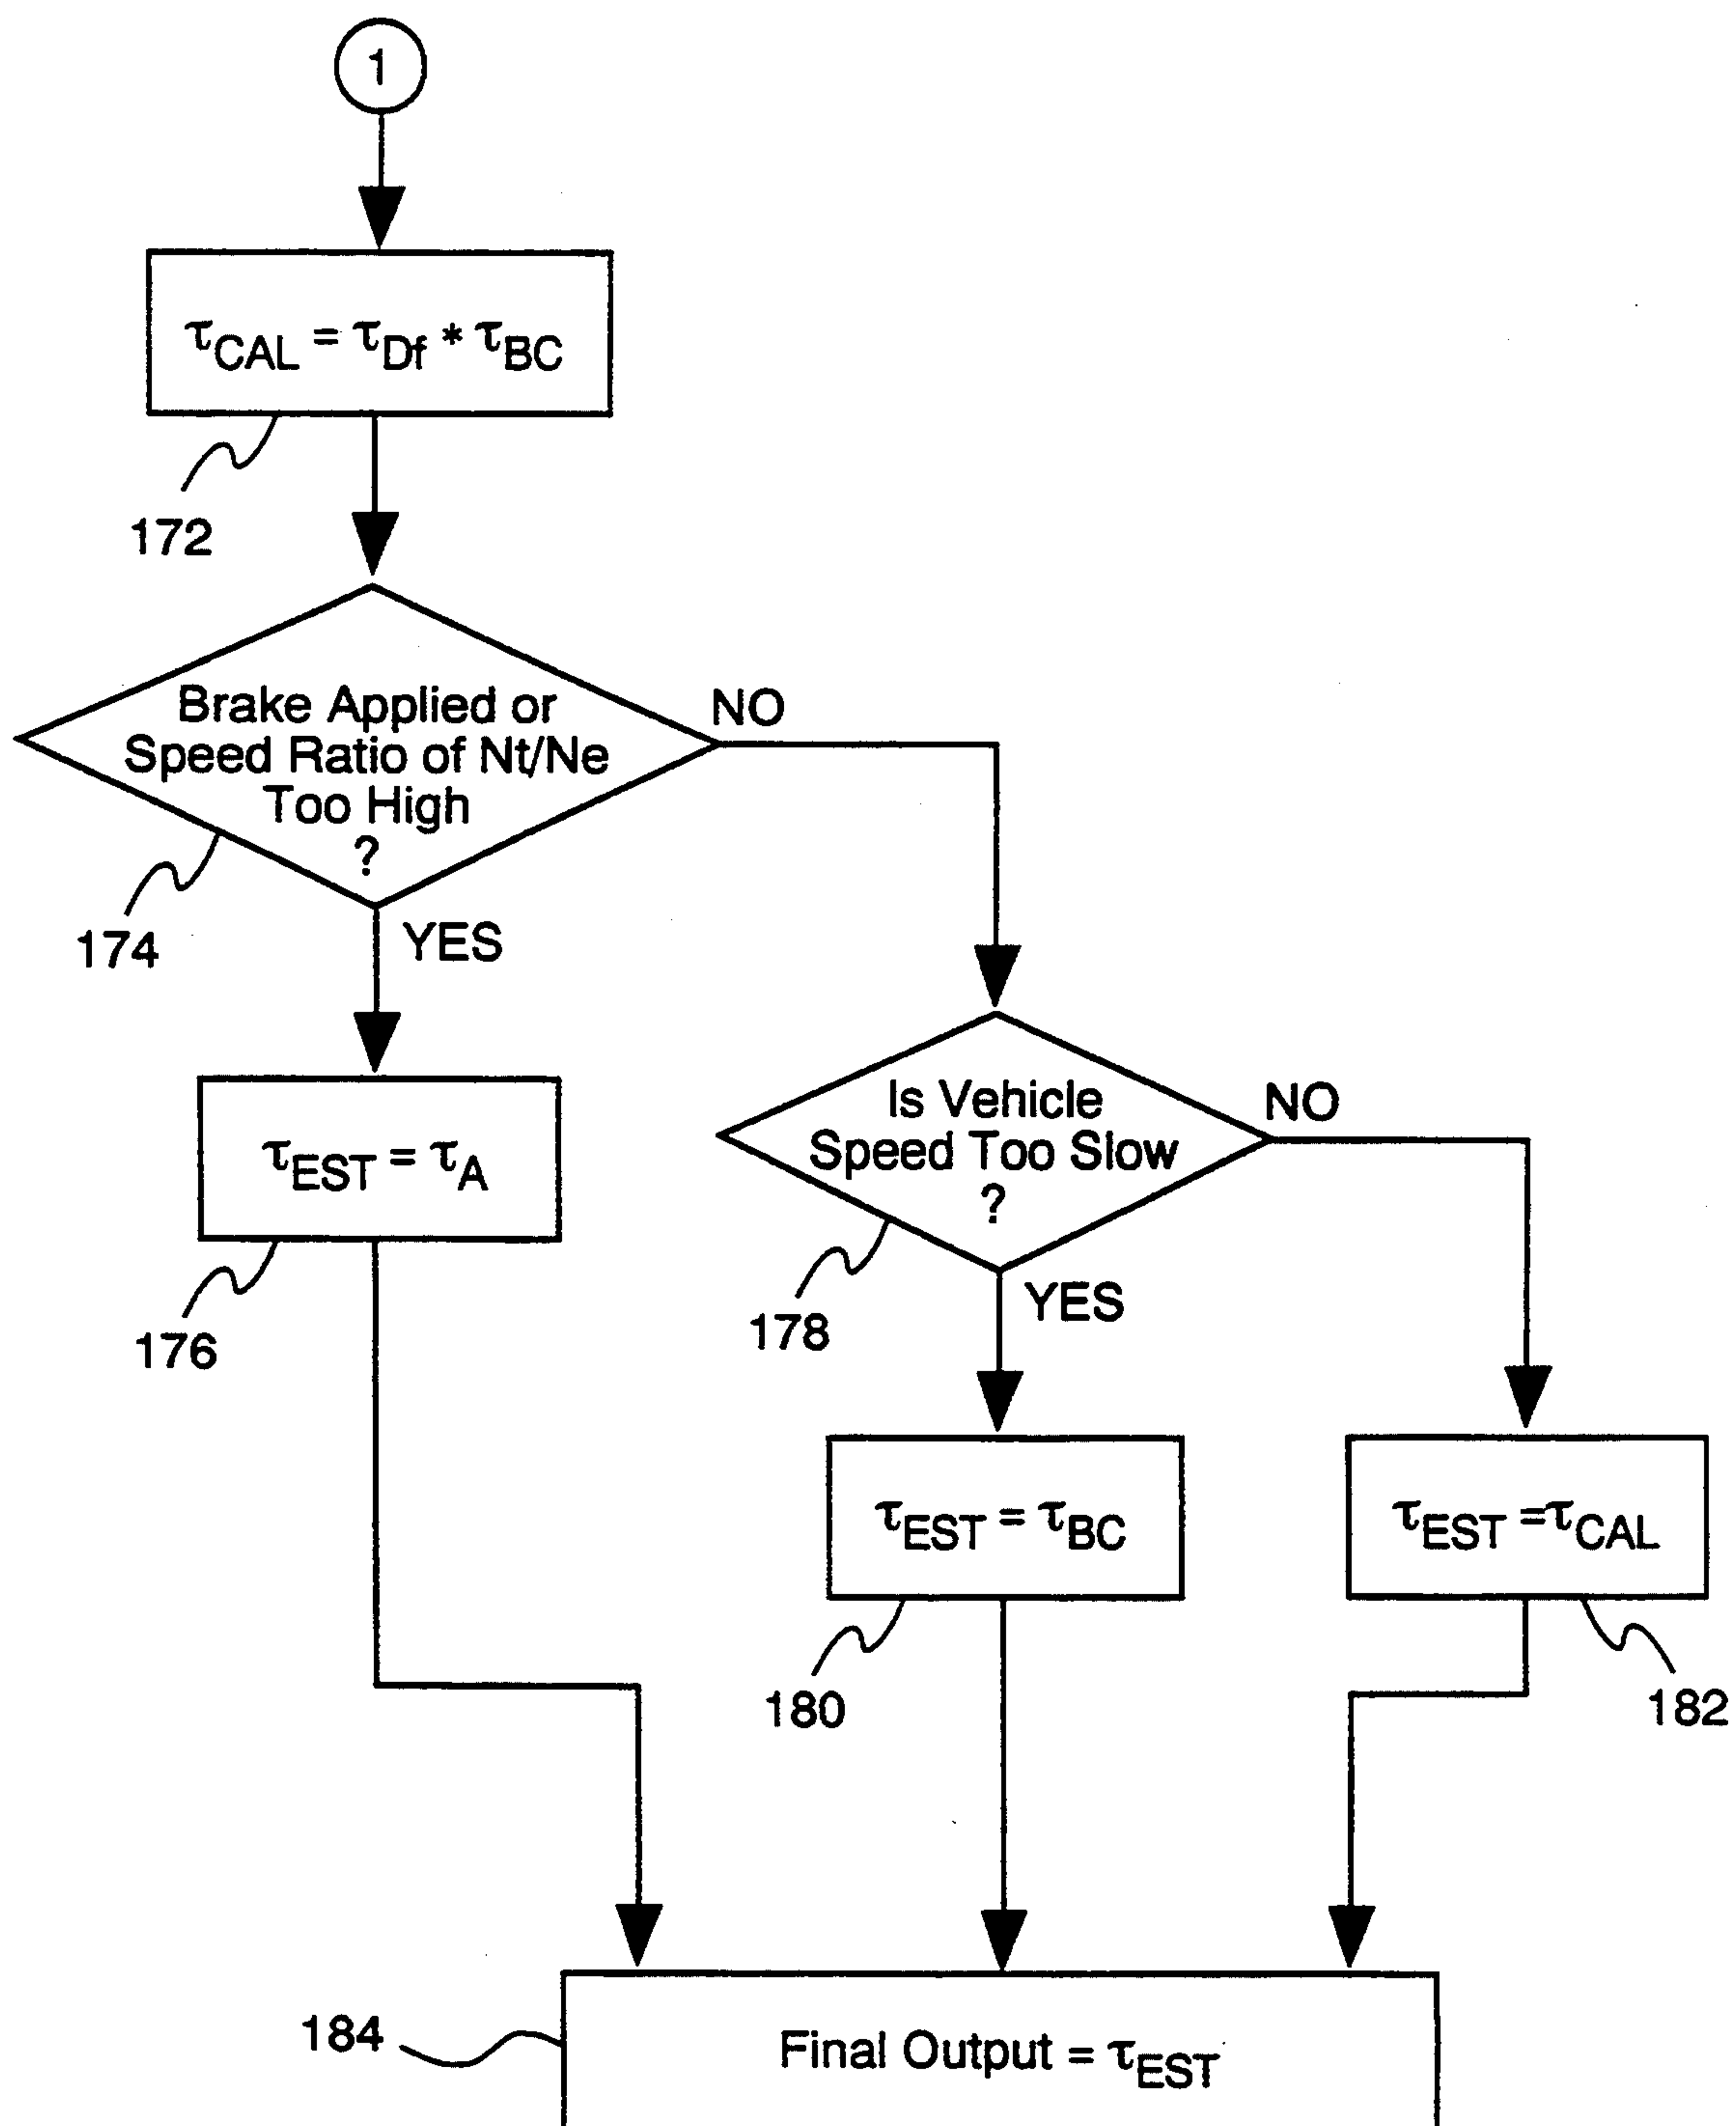 1
τCAL = τDf * τBC
172
Brake Applied or
Speed Ratio of Nt/Ne
Too High
?
NO
174
YES
τEST = τA
176
Is Vehicle
Speed Too Slow
?
NO
178
YES
τEST = τBC
τEST =τCAL
180
182
184
Final Output = τEST